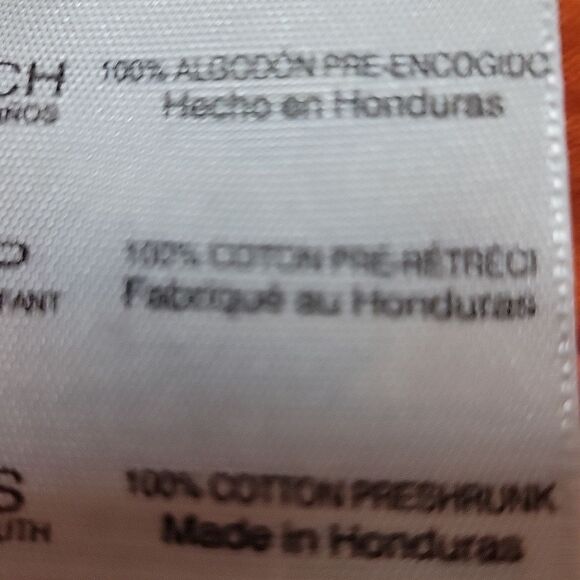 CH 100% ALGODÓN PRE-ENCOGIDO
Hecho en Honduras
100% COTON PRÉ-RÉTRÉCI
Fabriqué au Honduras
S 100% COTTON PRESHRUNK
Made in Honduras